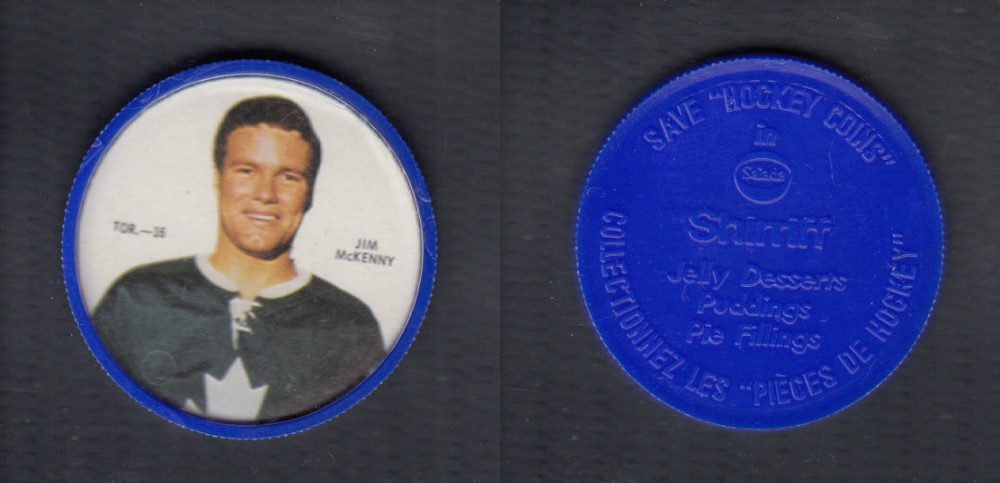 TOR.—
JIM
McKENNY
SAVE "HOCKEY COINS"
in
Salada
Shirriff
Jelly Desserts
Puddings
Pie Fillings
COLLECTIONNEZ LES "PIÈCES DE HOCKEY"